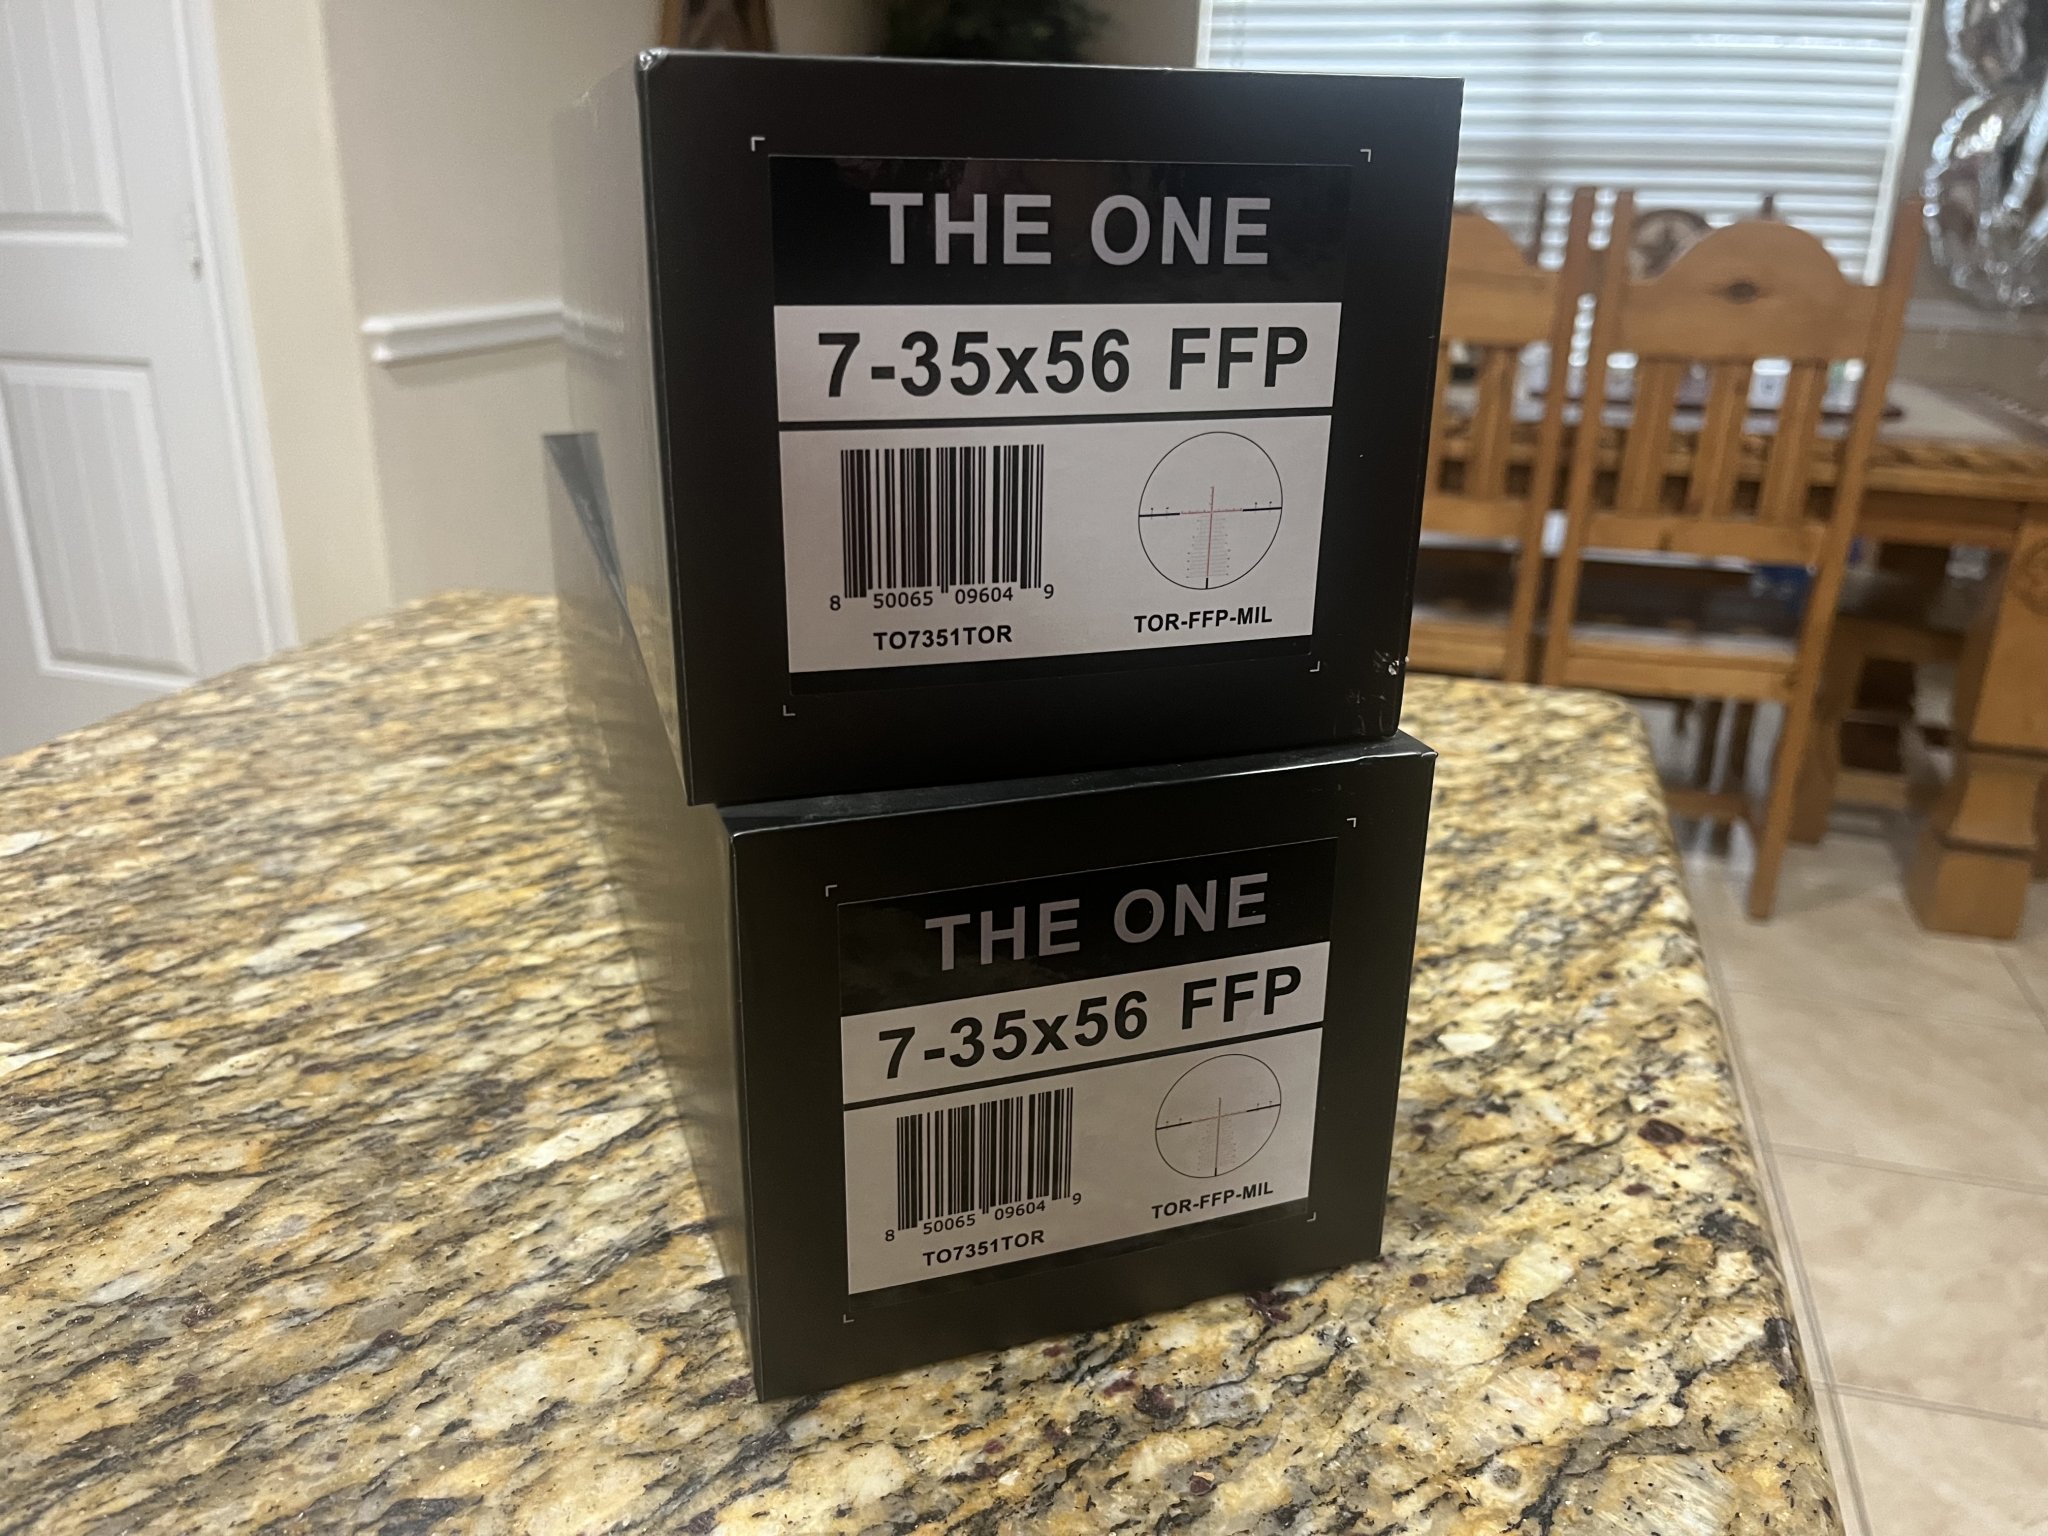 THE ONE
7-35x56 FFP
8 50065 09604 9
TO7351TOR
TOR-FFP-MIL
THE ONE
7-35x56 FFP
8 50065 09604 9
TO7351TOR
TOR-FFP-MIL